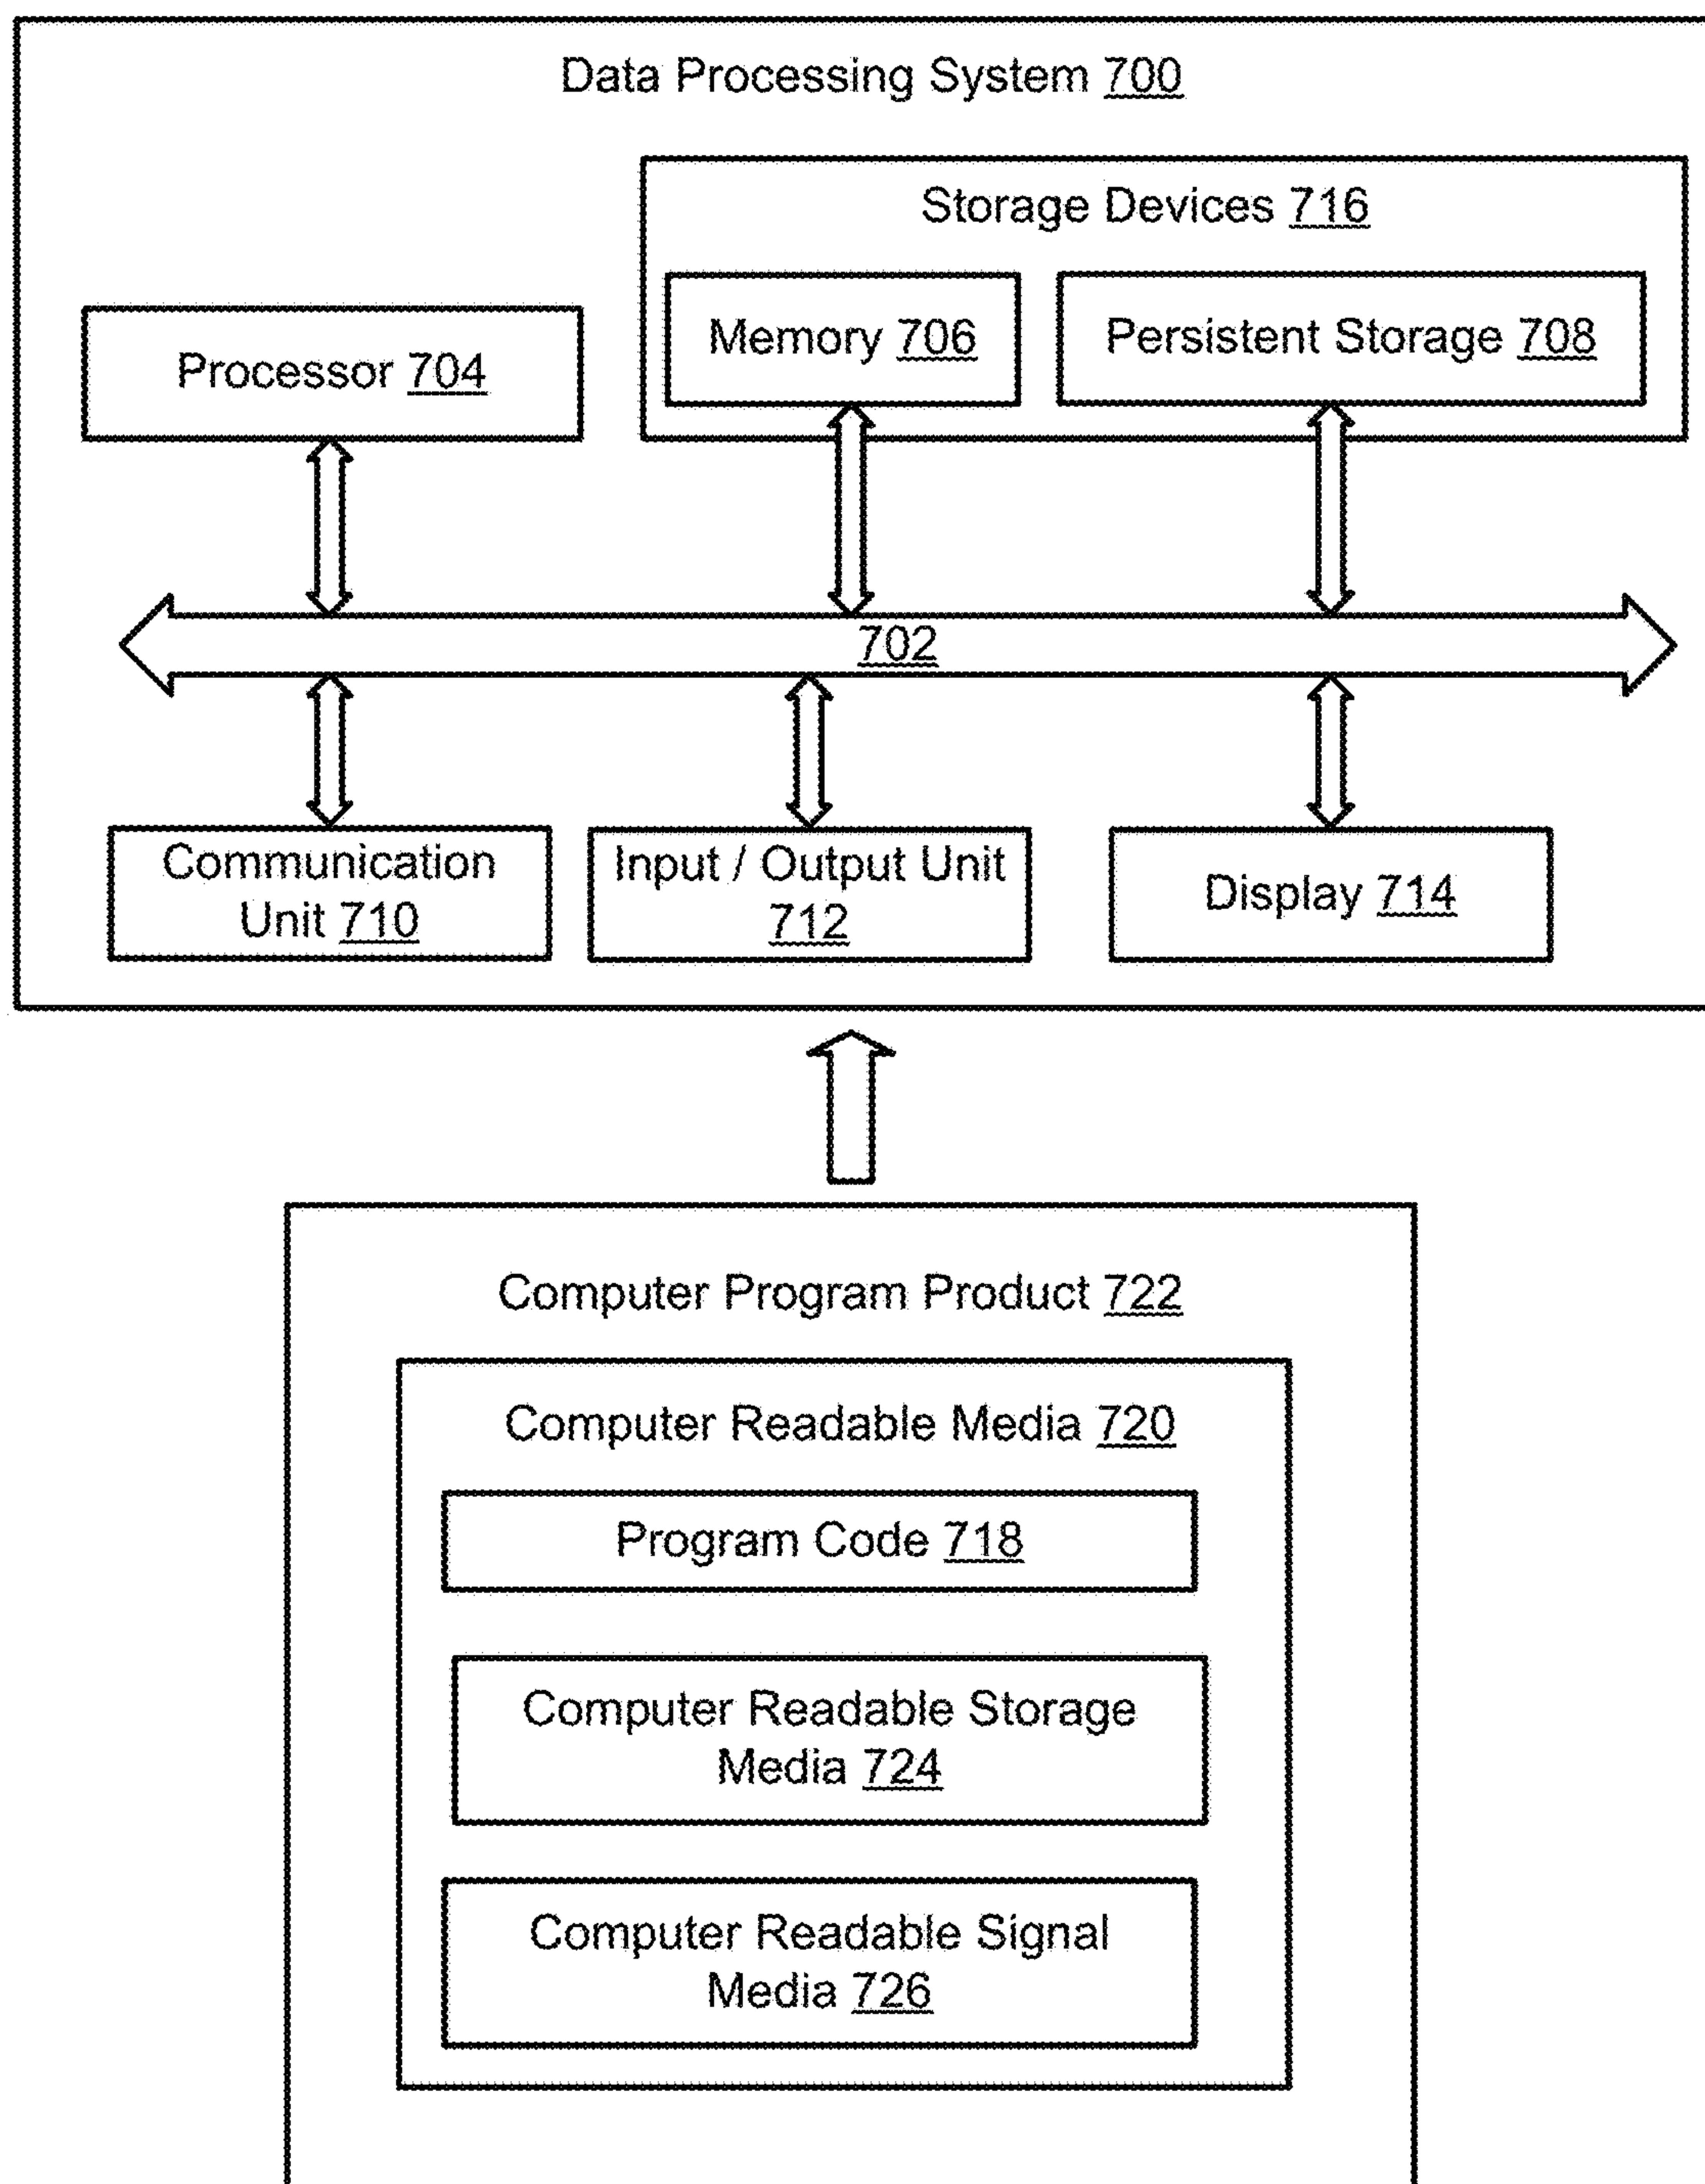 Data Processing System 700
Storage Devices 716
Memory 706
Persistent Storage 708
Processor 704
702
Communication
Unit 710
Input / Output Unit
712
Display 714
Computer Program Product 722
Computer Readable Media 720
Program Code 718
Computer Readable Storage
Media 724
Computer Readable Signal
Media 726